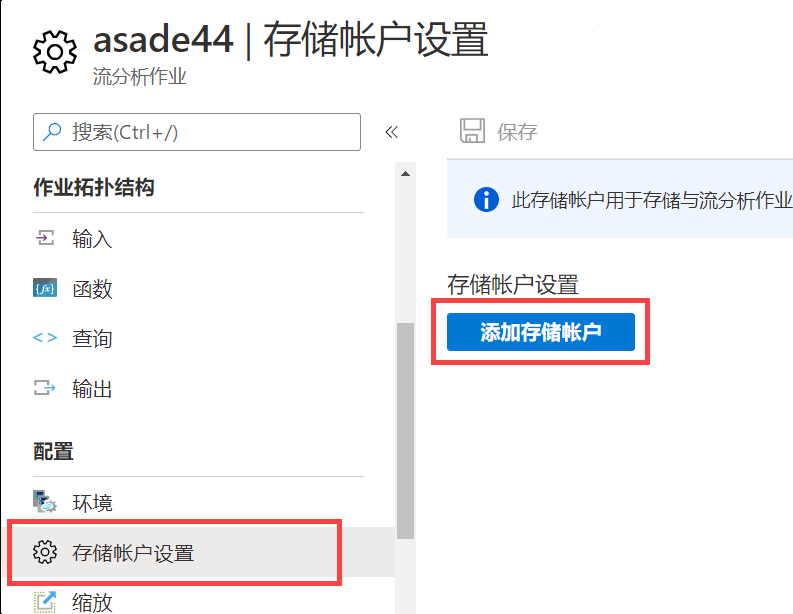 asade44 | 存储帐户设置
流分析作业
搜索(Ctrl+/)
保存
作业拓扑结构
输入
函数
查询
输出
配置
环境
存储帐户设置
缩放
此存储帐户用于存储与流分析作业
存储帐户设置
添加存储帐户